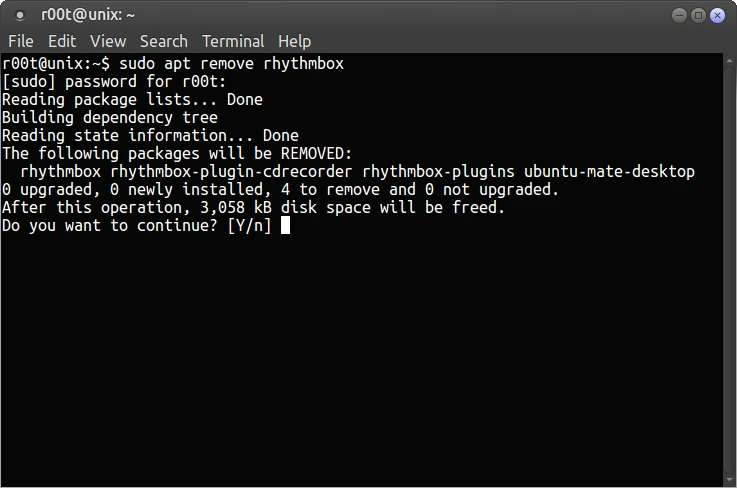 r00t@unix: ~
File Edit View Search Terminal Help
r00t@unix:~$ sudo apt remove rhythmbox
[sudo] password for r00t:
Reading package lists... Done
Building dependency tree
Reading state information... Done
The following packages will be REMOVED:
  rhythmbox rhythmbox-plugin-cdrecorder rhythmbox-plugins ubuntu-mate-desktop
0 upgraded, 0 newly installed, 4 to remove and 0 not upgraded.
After this operation, 3,058 kB disk space will be freed.
Do you want to continue? [Y/n]